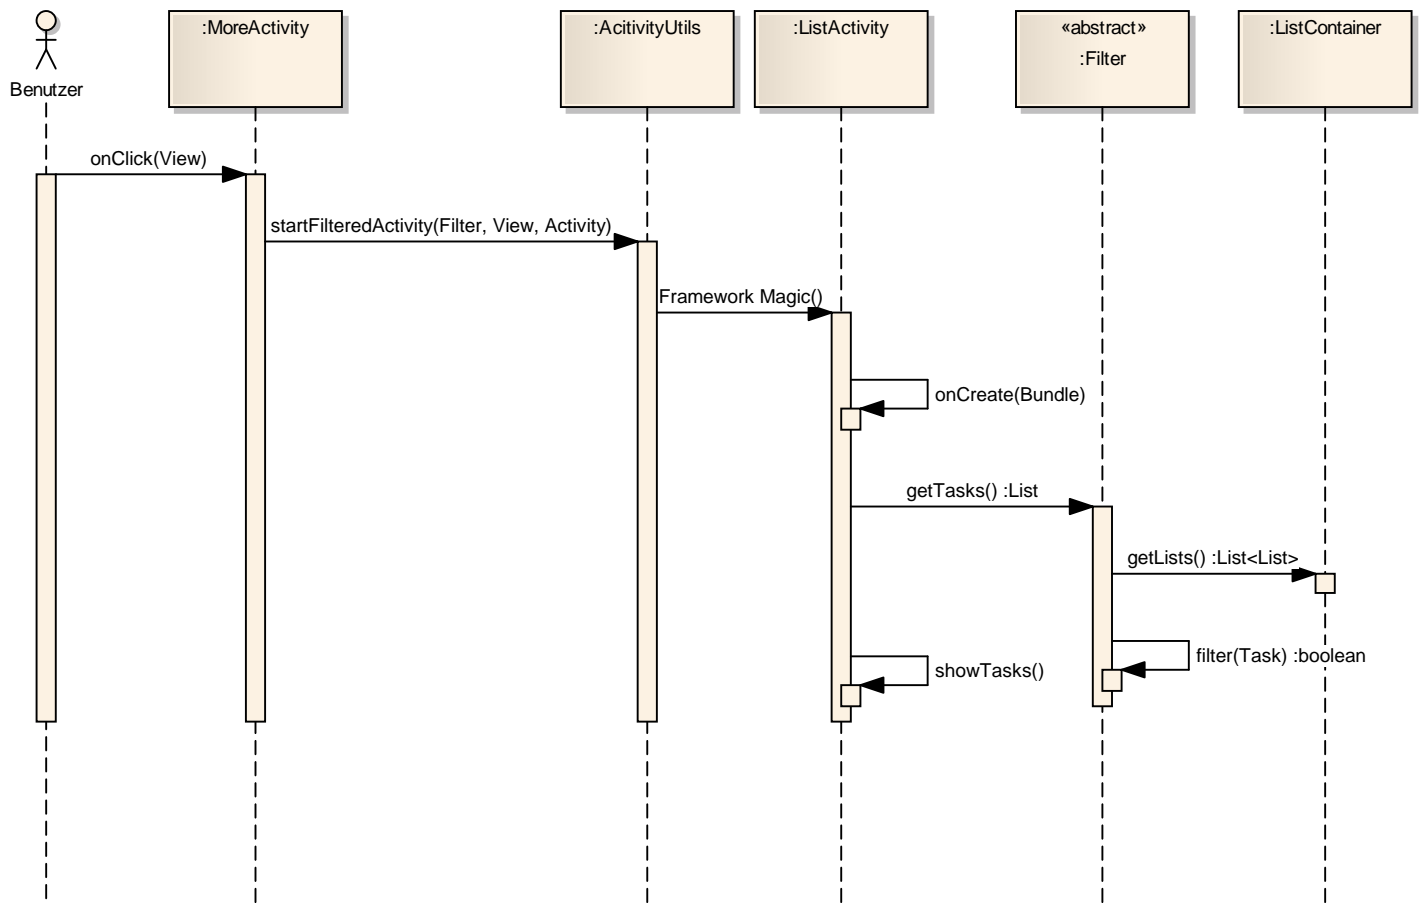 Benutzer
:MoreActivity
:AcitivityUtils
:ListActivity
«abstract»
:Filter
:ListContainer
onClick(View)
startFilteredActivity(Filter, View, Activity)
Framework Magic()
onCreate(Bundle)
getTasks() :List
getLists() :List<List>
filter(Task) :boolean
showTasks()